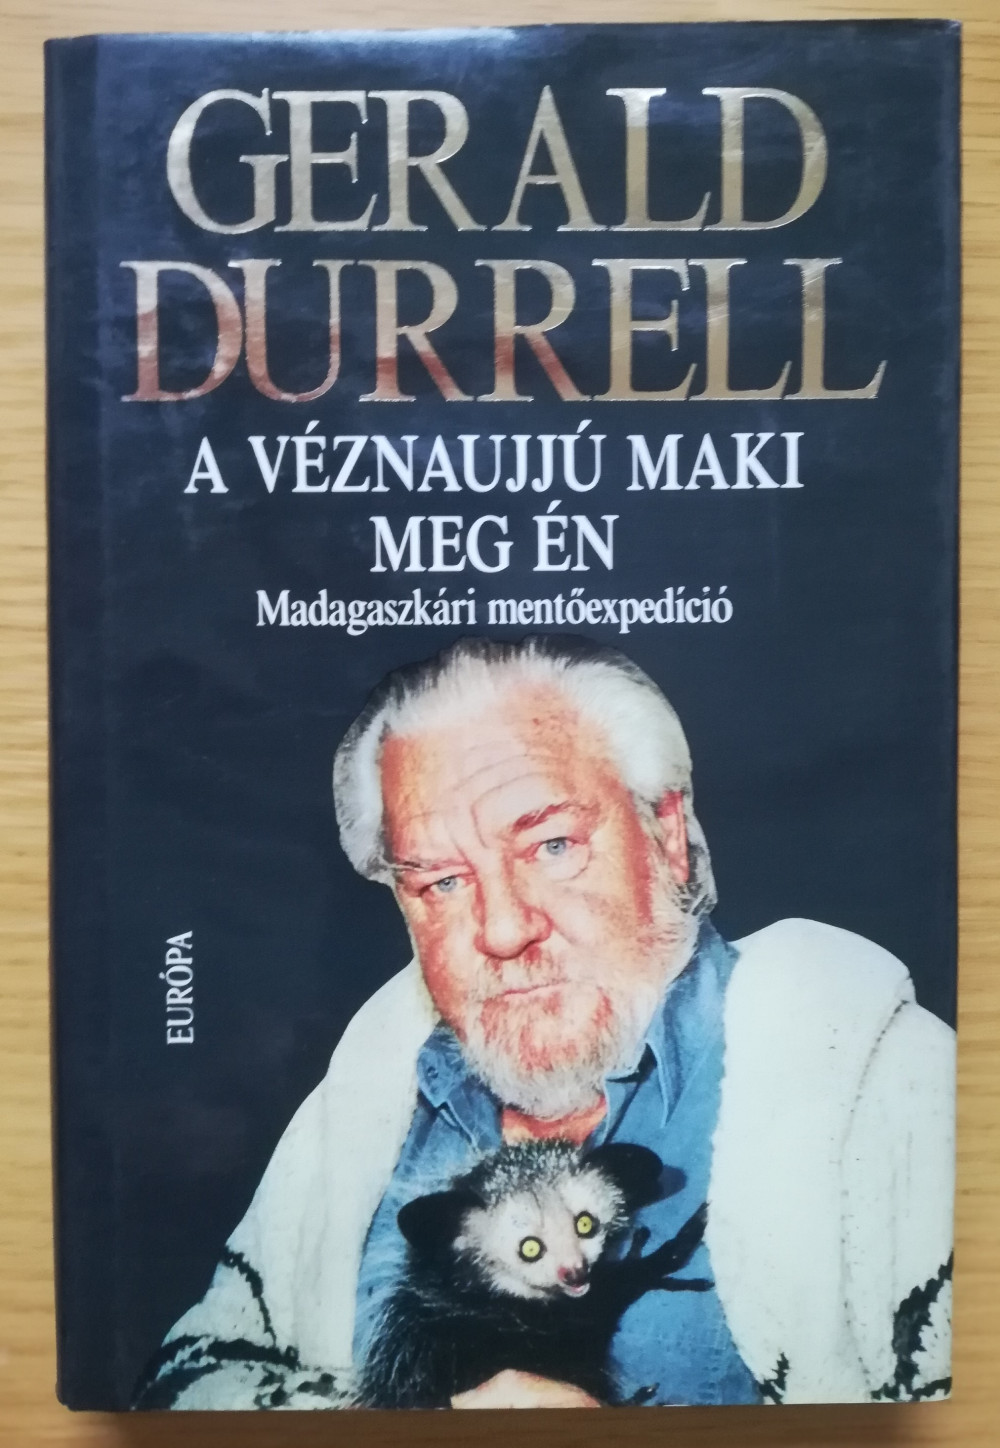 GERALD
DURRELL
A VÉZNAUJJÚ MAKI
MEG ÉN
Madagaszkári mentőexpedíció
EURÓPA